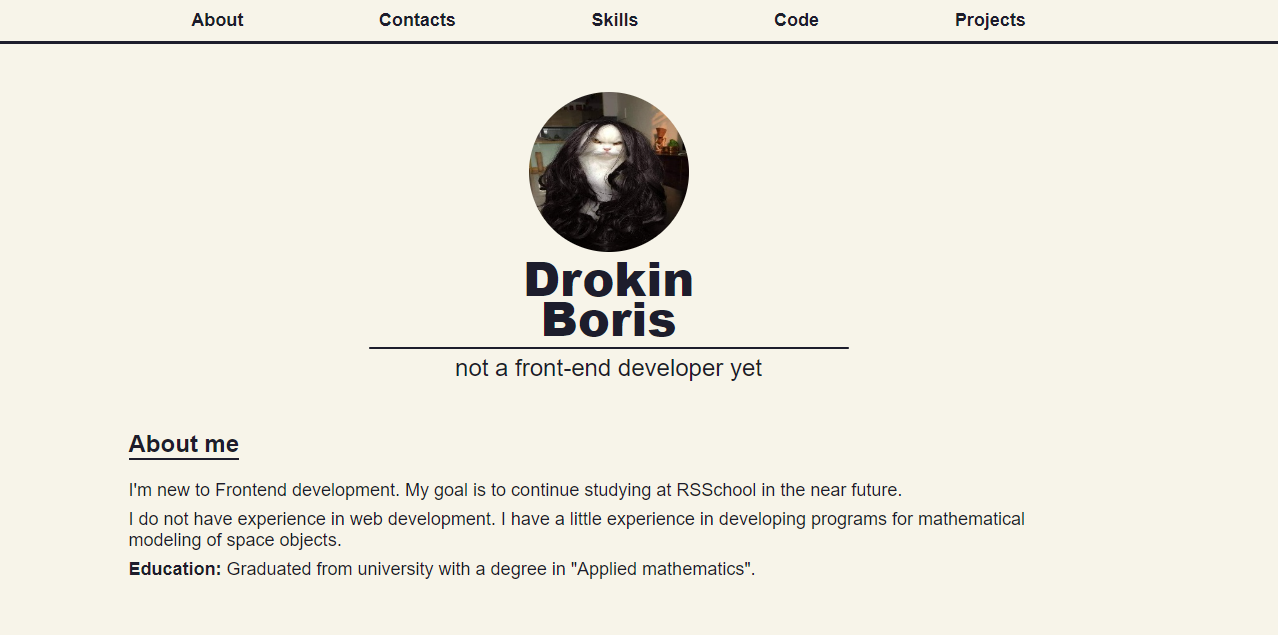 About Contacts Skills Code Projects
Drokin
Boris
not a front-end developer yet
About me
I'm new to Frontend development. My goal is to continue studying at RSSchool in the near future.
I do not have experience in web development. I have a little experience in developing programs for mathematical
modeling of space objects.
Education: Graduated from university with a degree in "Applied mathematics".